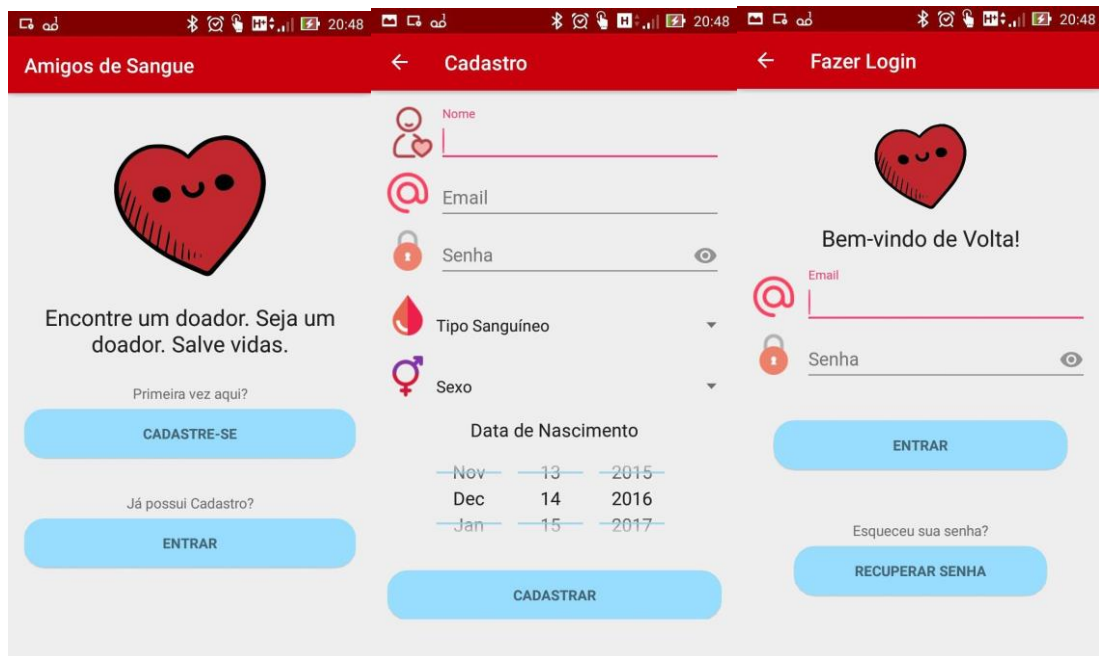 20:48
Amigos de Sangue
Encontre um doador. Seja um
doador. Salve vidas.
Primeira vez aqui?
CADASTRE-SE
Já possui Cadastro?
ENTRAR
H 20:48
Cadastro
Nome
Email
Senha
Tipo Sanguíneo
Sexo
Data de Nascimento
Nov 13 2015
Dec 14 2016
Jan 15 2017
CADASTRAR
20:48
Fazer Login
Bem-vindo de Volta!
Email
Senha
ENTRAR
Esqueceu sua senha?
RECUPERAR SENHA